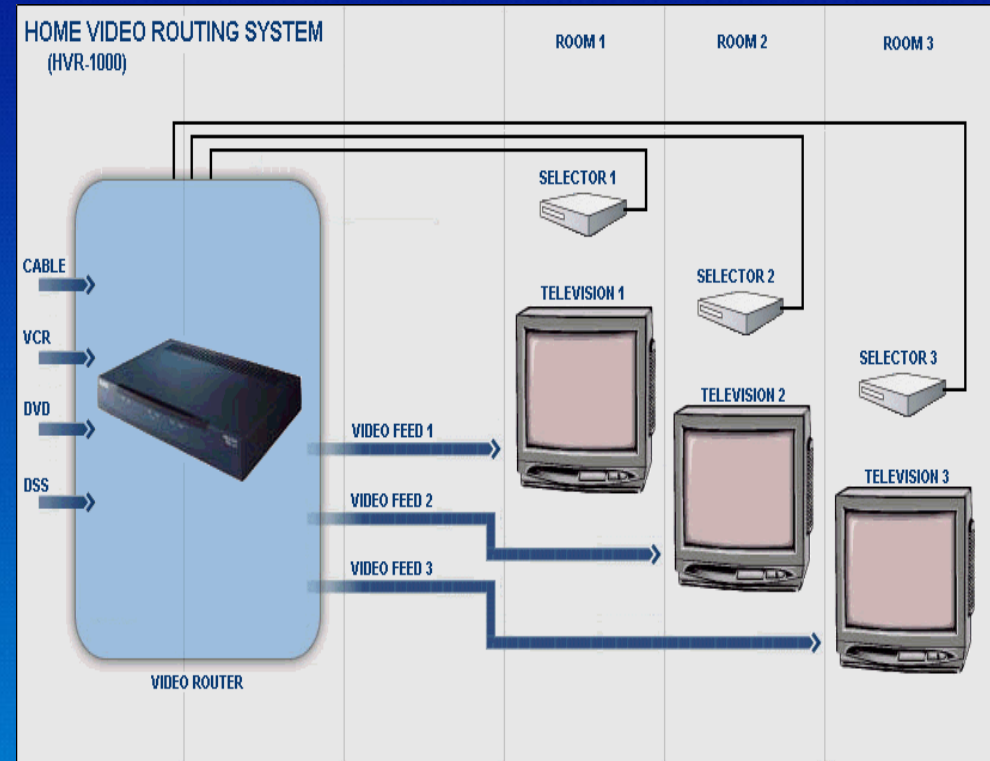 HOME VIDEO ROUTING SYSTEM
(HVR-1000)
ROOM 1
ROOM 2
ROOM 3
SELECTOR 1
SELECTOR 2
SELECTOR 3
CABLE
VCR
DVD
DSS
TELEVISION 1
TELEVISION 2
TELEVISION 3
VIDEO FEED 1
VIDEO FEED 2
VIDEO FEED 3
VIDEO ROUTER